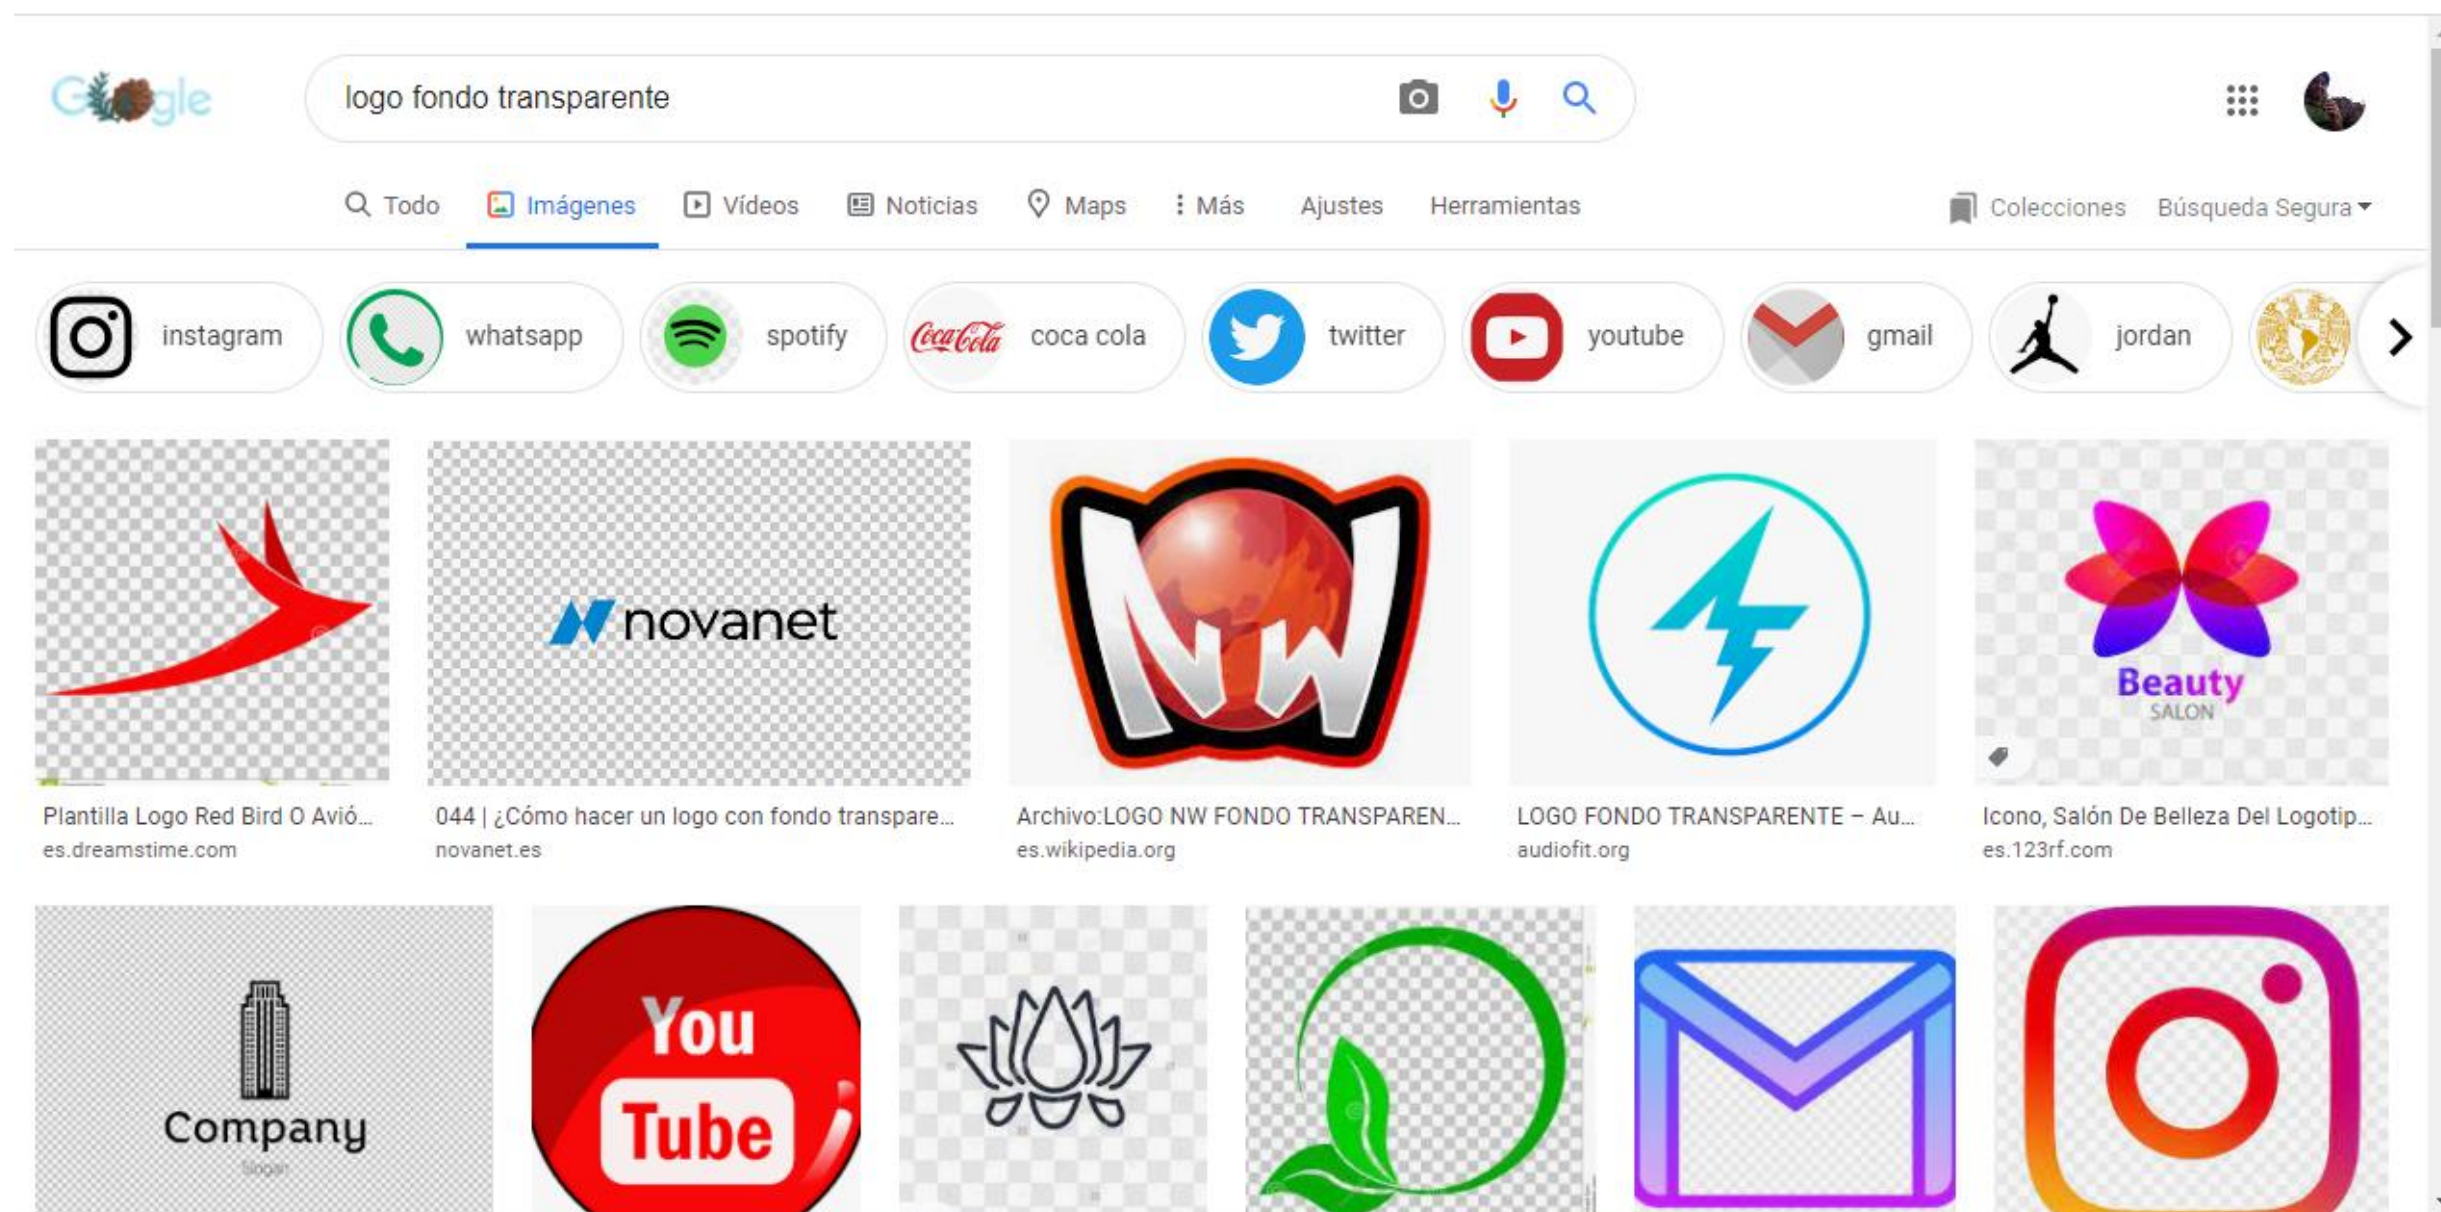 Google
logo fondo transparente
Todo Imágenes Vídeos Noticias Maps Más Ajustes Herramientas Colecciones Búsqueda Segura
instagram whatsapp spotify Coca-Cola coca cola twitter youtube gmail jordan
novanet
NW
Beauty
SALON
Plantilla Logo Red Bird O Avió... 044 | ¿Cómo hacer un logo con fondo transpare... Archivo:LOGO NW FONDO TRANSPAREN... LOGO FONDO TRANSPARENTE – Au... Icono, Salón De Belleza Del Logotip...
es.dreamstime.com novanet.es es.wikipedia.org audiofit.org es.123rf.com
Company
Slogan
You
Tube